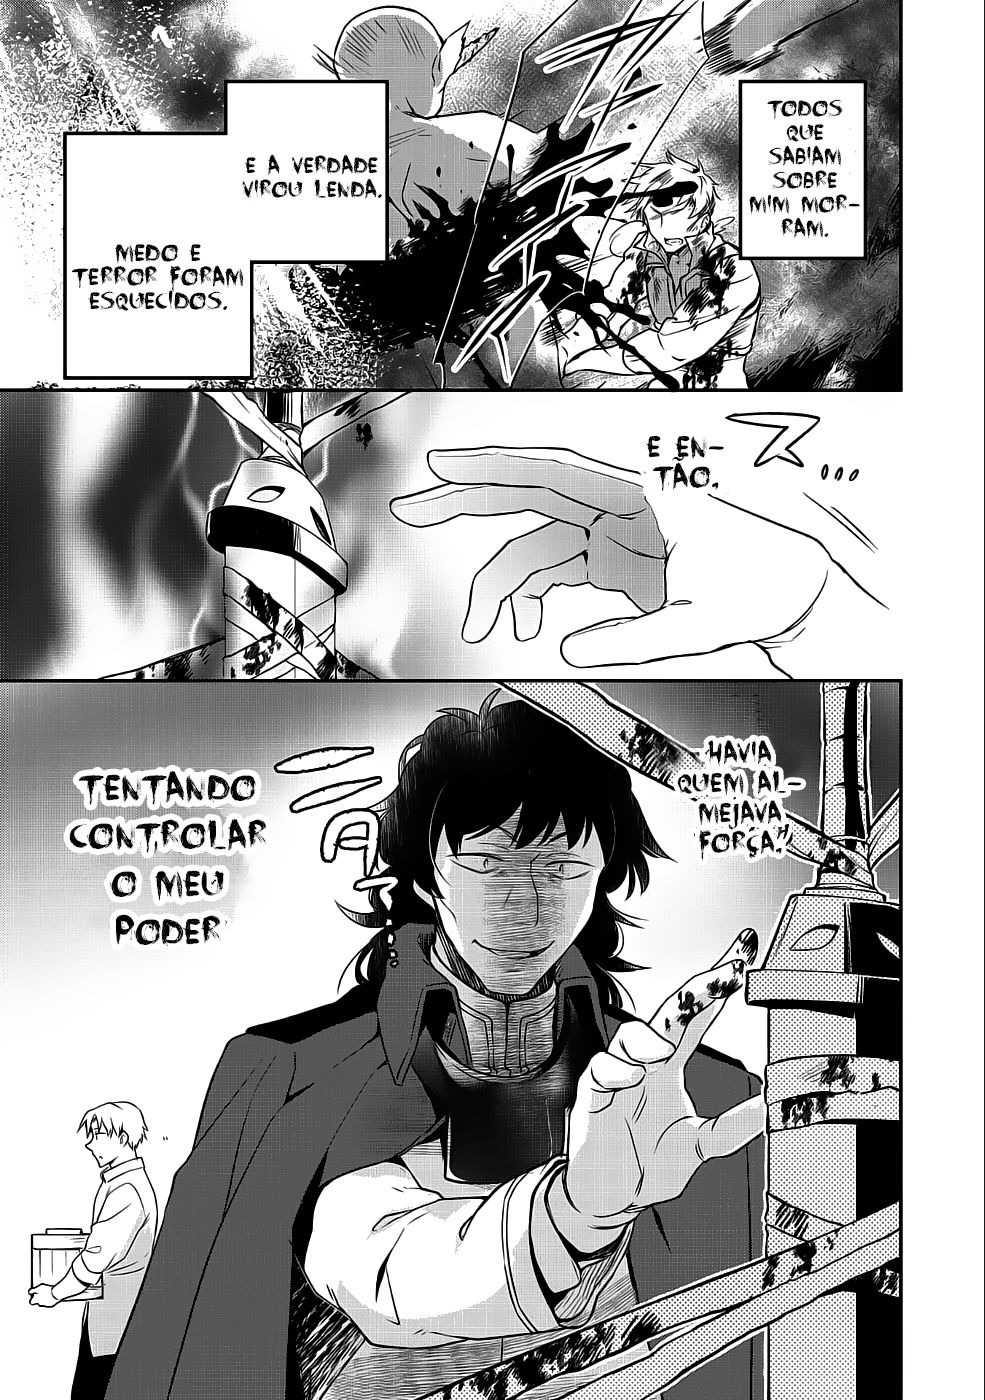 TODOS
QUE
SABIAM
SOBRE
MIM MOR-
RAM.
E A VERDADE
VIROU LENDA.
MEDO E
TERROR FORAM
ESQUECIDOS.
E EN-
TÃO.
ス...
HAVIA
QUEM AL-
MEJAVA
FORÇA.
TENTANDO
CONTROLAR
O MEU
PODER